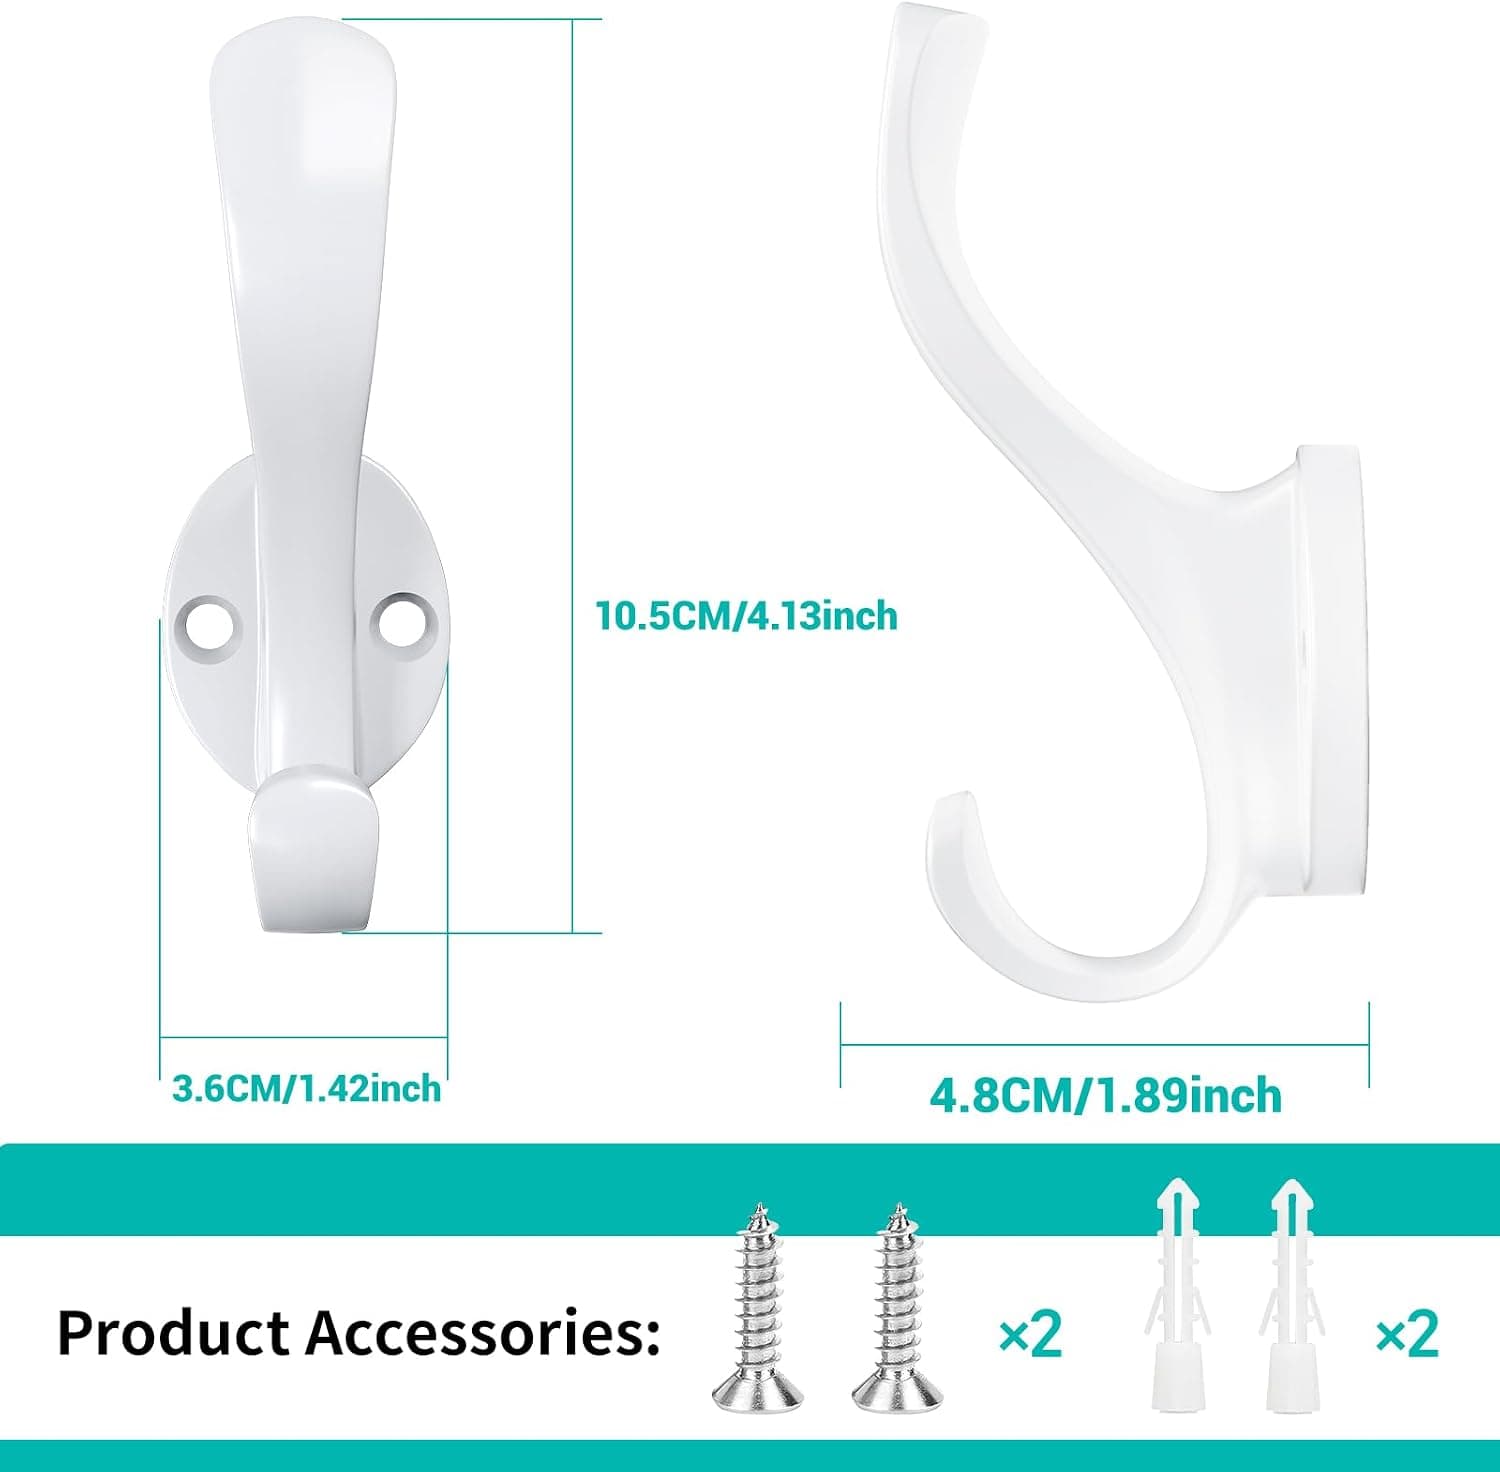 10.5CM/4.13inch
3.6CM/1.42inch
4.8CM/1.89inch
Product Accessories:
×2
×2